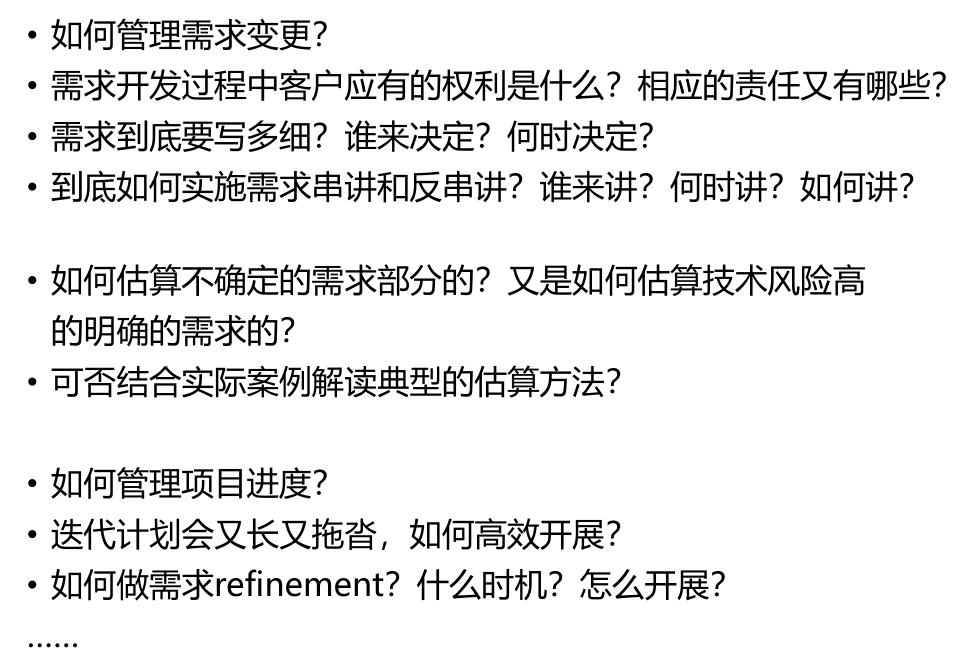 • 如何管理需求变更？
• 需求开发过程中客户应有的权利是什么？相应的责任又有哪些？
• 需求到底要写多细？谁来决定？何时决定？
• 到底如何实施需求串讲和反串讲？谁来讲？何时讲？如何讲？
• 如何估算不确定的需求部分的？又是如何估算技术风险高
的明确的需求的？
• 可否结合实际案例解读典型的估算方法？
• 如何管理项目进度？
• 迭代计划会又长又拖沓，如何高效开展？
• 如何做需求refinement？什么时机？怎么开展？
……